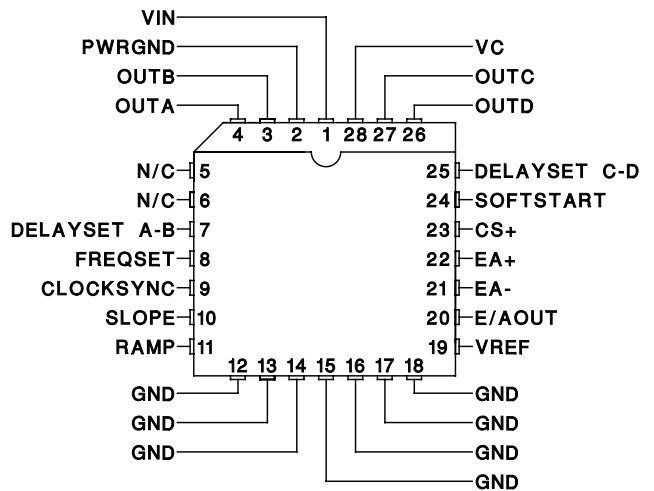 VIN
PWRGND VC
OUTB OUTC
OUTA OUTD
4 3 2 1 28 27 26
N/C 5 25 DELAYSET C-D
N/C 6 24 SOFTSTART
DELAYSET A-B 7 23 CS+
FREQSET 8 22 EA+
CLOCKSYNC 9 21 EA-
SLOPE 10 20 E/AOUT
RAMP 11 19 VREF
12 13 14 15 16 17 18
GND GND
GND GND
GND GND
GND